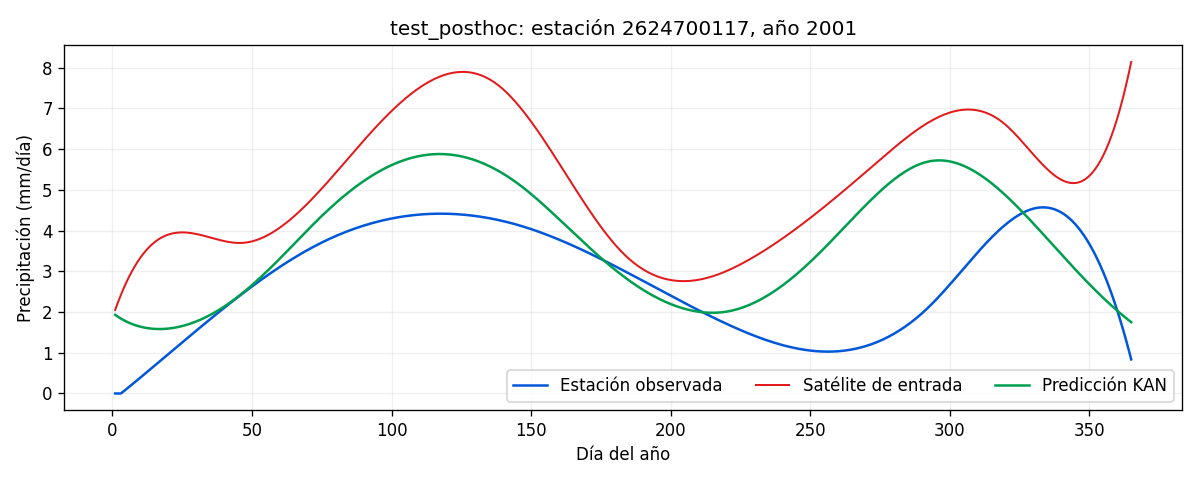 test_posthoc: estación 2624700117, año 2001
Precipitación (mm/día)
8
7
6
5
4
3
2
1
0
Estación observada
Satélite de entrada
Predicción KAN
0
50
100
150
200
250
300
350
Día del año